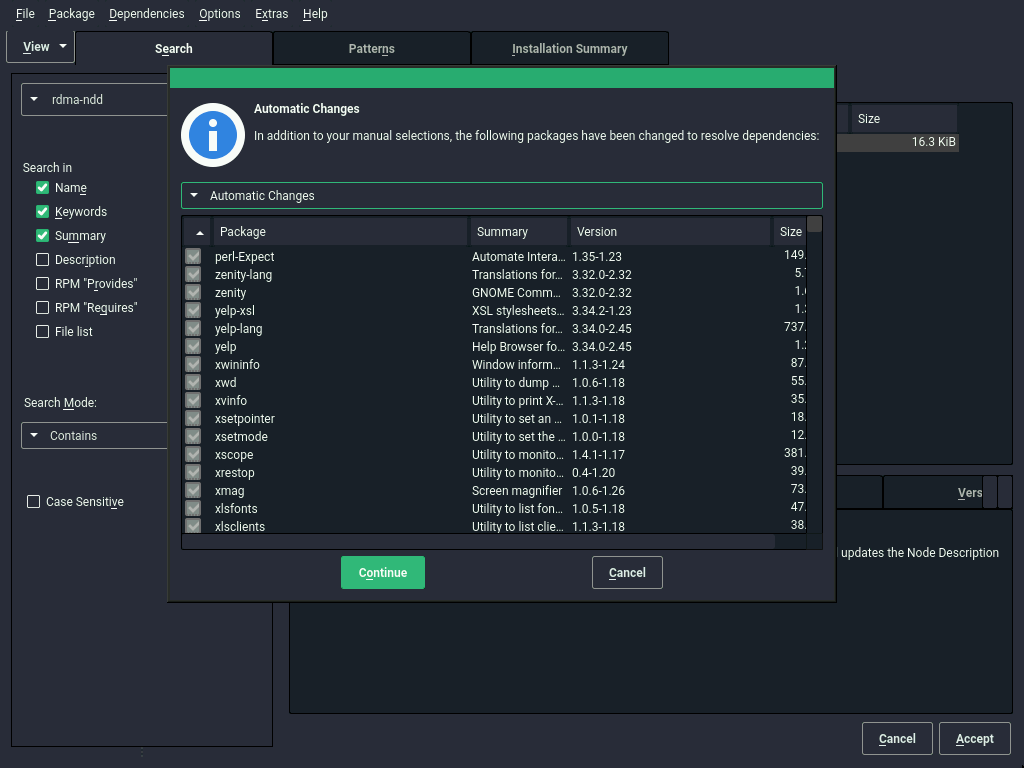 File Package Dependencies Options Extras Help
View Search Patterns Installation Summary
rdma-ndd
Search in
Name
Keywords
Summary
Description
RPM "Provides"
RPM "Requires"
File list
Search Mode:
Contains
Case Sensitive
Size
16.3 KiB
Vers
updates the Node Description
Automatic Changes
In addition to your manual selections, the following packages have been changed to resolve dependencies:
Automatic Changes
Package Summary Version Size
perl-Expect Automate Intera... 1.35-1.23 149.
zenity-lang Translations for... 3.32.0-2.32 5.
zenity GNOME Comm... 3.32.0-2.32 1.
yelp-xsl XSL stylesheets... 3.34.2-1.23 1.
yelp-lang Translations for... 3.34.0-2.45 737.
yelp Help Browser fo... 3.34.0-2.45 1.
xwininfo Window inform... 1.1.3-1.24 87.
xwd Utility to dump ... 1.0.6-1.18 55.
xvinfo Utility to print X-... 1.1.3-1.18 35.
xsetpointer Utility to set an ... 1.0.1-1.18 18.
xsetmode Utility to set the ... 1.0.0-1.18 12.
xscope Utility to monito... 1.4.1-1.17 381.
xrestop Utility to monito... 0.4-1.20 39.
xmag Screen magnifier 1.0.6-1.26 73.
xlsfonts Utility to list fon... 1.0.5-1.18 47.
xlsclients Utility to list clie... 1.1.3-1.18 38.
Continue Cancel
Cancel Accept